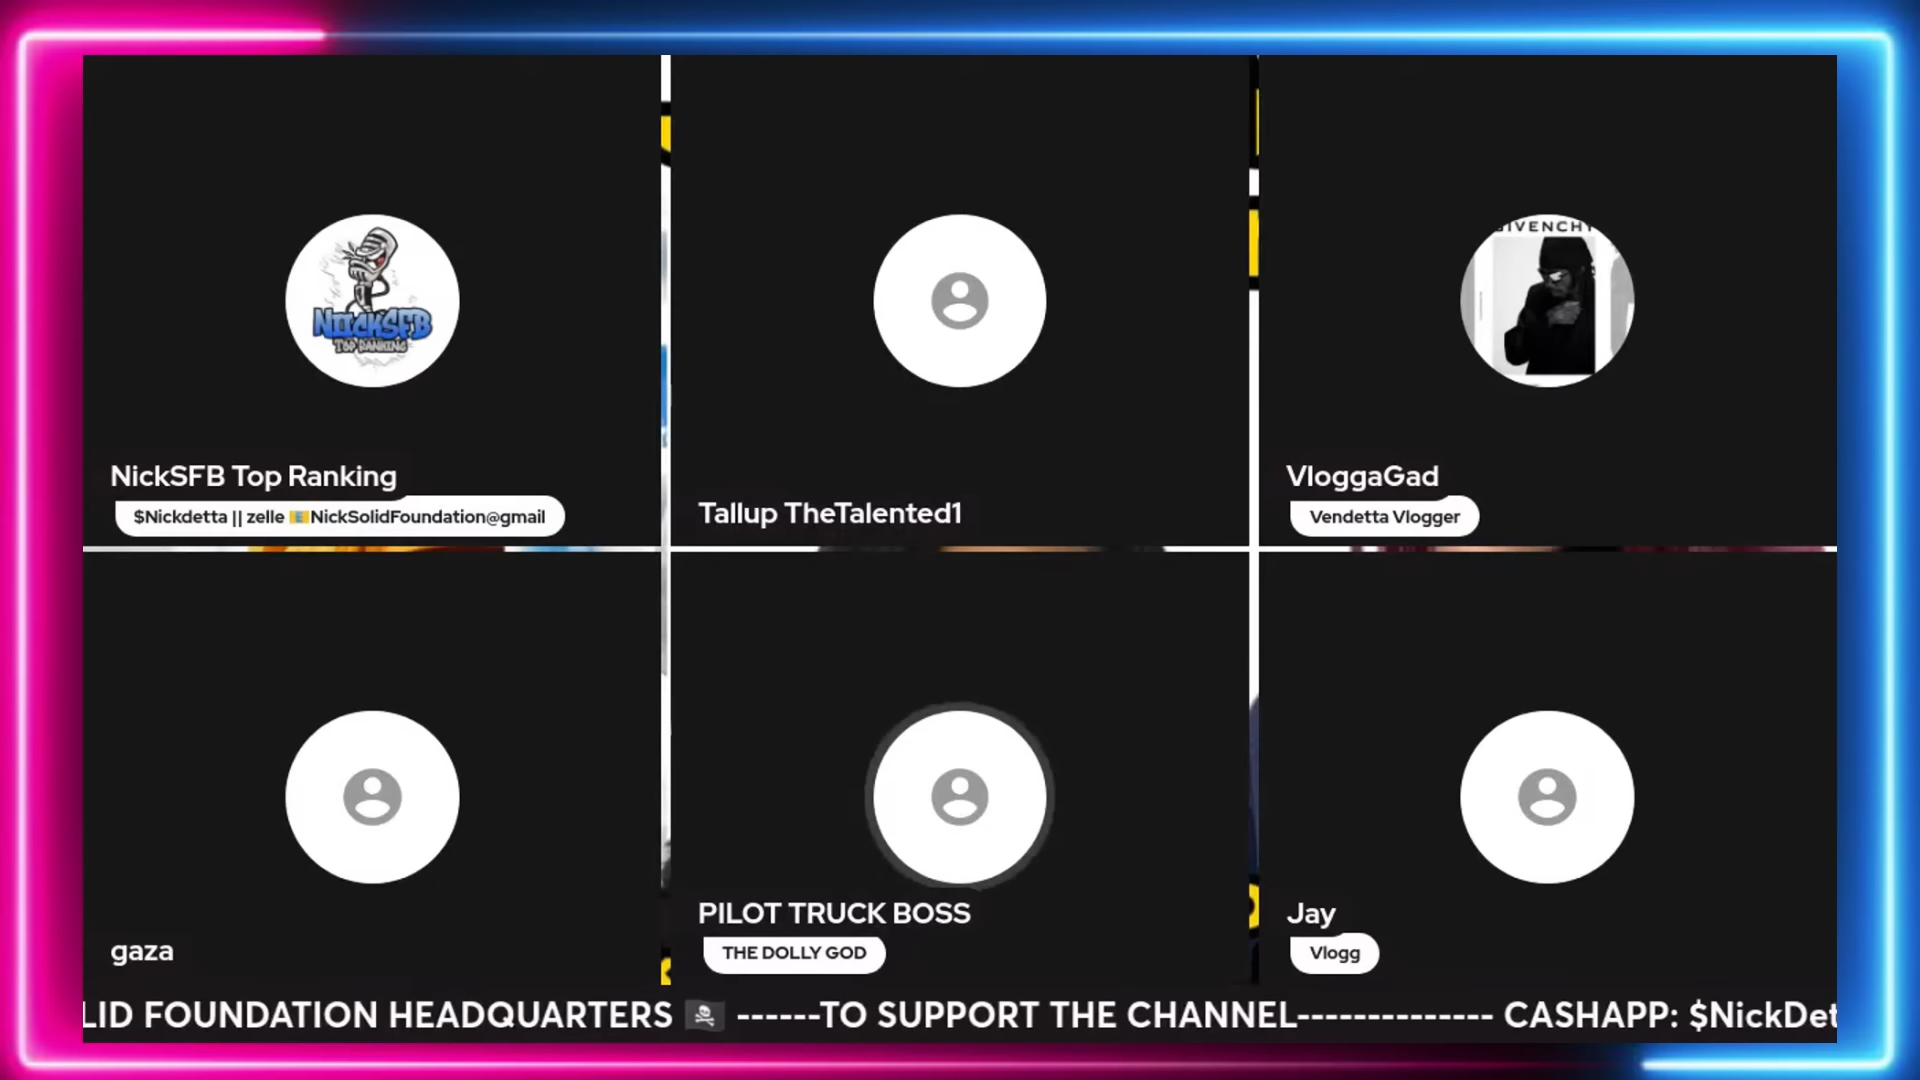 NIICKSFB
TOP RANKING
NickSFB Top Ranking
$Nickdetta || zelle 📧NickSolidFoundation@gmail
Tallup TheTalented1
GIVENCHY
VloggaGad
Vendetta Vlogger
gaza
PILOT TRUCK BOSS
THE DOLLY GOD
Jay
Vlogg
LID FOUNDATION HEADQUARTERS 🏴‍☠️ ------TO SUPPORT THE CHANNEL-------------- CASHAPP: $NickDet